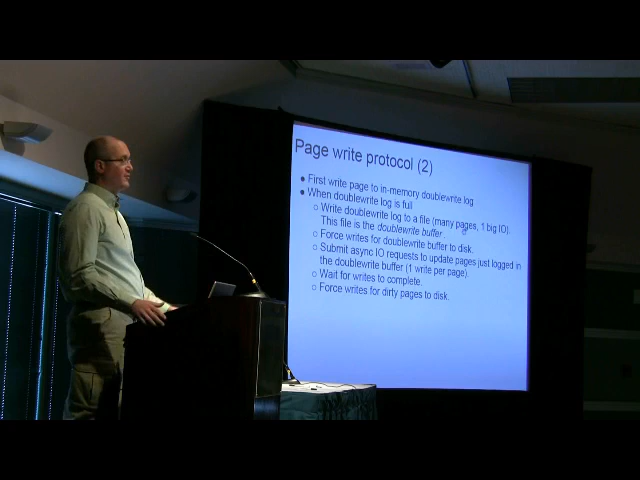 Page write protocol (2)
● First write page to in-memory doublewrite log
● When doublewrite log is full
○ Write doublewrite log to a file (many pages, 1 big IO).
This file is the doublewrite buffer.
○ Force writes for doublewrite buffer to disk.
○ Submit async IO requests to update pages just logged in
the doublewrite buffer (1 write per page).
○ Wait for writes to complete.
○ Force writes for dirty pages to disk.